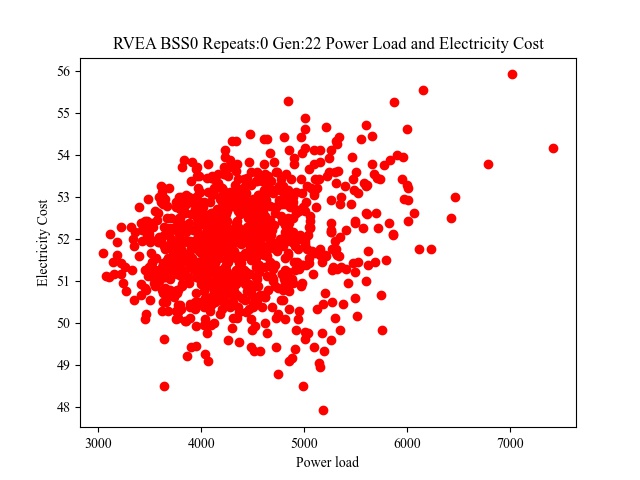 RVEA BSS0 Repeats:0 Gen:22 Power Load and Electricity Cost
56
55
54
53
52
51
50
49
48
Electricity Cost
3000 4000 5000 6000 7000
Power load